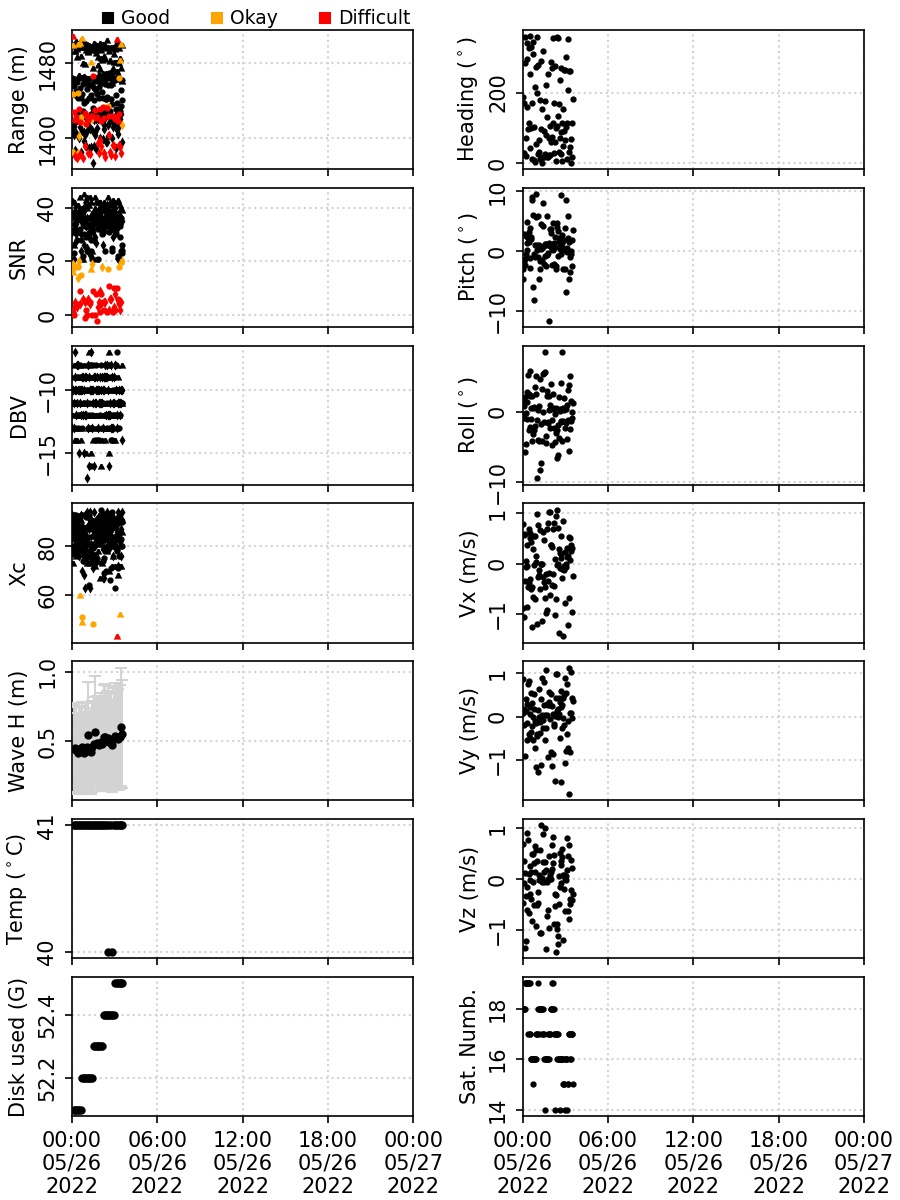 Good Okay Difficult
Range (m)
1480
1400
Heading ( ° )
200
0
SNR
40
20
0
Pitch ( ° )
10
0
−10
DBV
−10
−15
Roll ( ° )
0
−10
Xc
80
60
Vx (m/s)
1
0
−1
Wave H (m)
1.0
0.5
Vy (m/s)
1
0
−1
Temp ( ° C)
41
40
Vz (m/s)
1
0
−1
Disk used (G)
52.4
52.2
Sat. Numb.
18
16
14
00:00 06:00 12:00 18:00 00:00
05/26 05/26 05/26 05/26 05/27
2022 2022 2022 2022 2022
00:00 06:00 12:00 18:00 00:00
05/26 05/26 05/26 05/26 05/27
2022 2022 2022 2022 2022